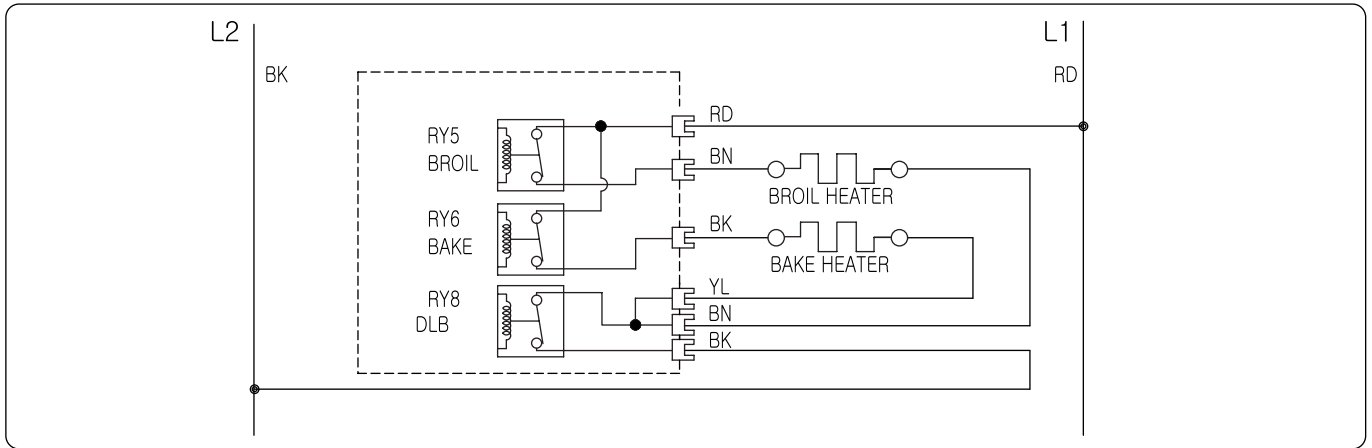 L2
L1
BK
RD
RY5
BROIL
RD
BN
BROIL HEATER
RY6
BAKE
BK
BAKE HEATER
RY8
DLB
YL
BN
BK